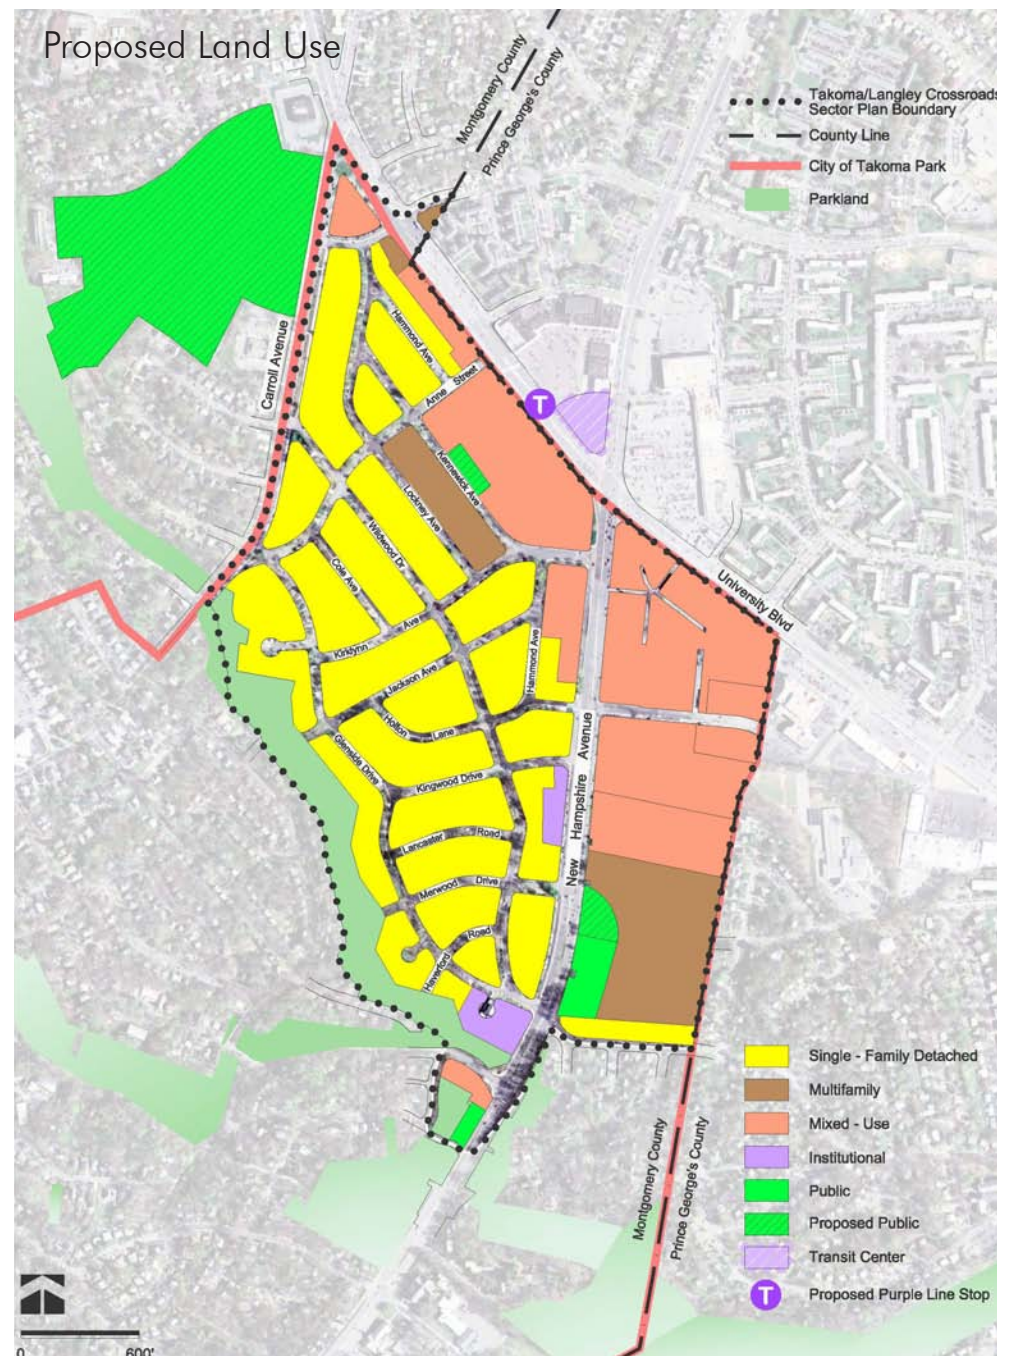 Proposed Land Use
Montgomery County
Prince George's County
Takoma/Langley Crossroads
Sector Plan Boundary
County Line
City of Takoma Park
Parkland
Carroll Avenue
Hammond Ave
Anne Street
T
Kennewick Ave
Lockney Ave
Wildwood Dr
Cole Ave
University Blvd
Kirklynn Ave
Hammond Ave
Jackson Ave
Holton Lane
Glenside Drive
Kingwood Drive
New Hampshire Avenue
Lancaster Road
Merwood Drive
Haverford Road
Single - Family Detached
Multifamily
Mixed - Use
Institutional
Public
Proposed Public
Transit Center
T Proposed Purple Line Stop
Montgomery County
Prince George's County
0 600'